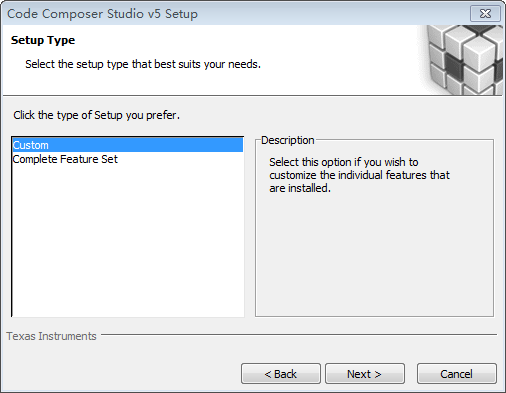 Code Composer Studio v5 Setup
Setup Type
Select the setup type that best suits your needs.
Click the type of Setup you prefer.
Custom
Complete Feature Set
Description
Select this option if you wish to
customize the individual features that
are installed.
Texas Instruments
< Back
Next >
Cancel